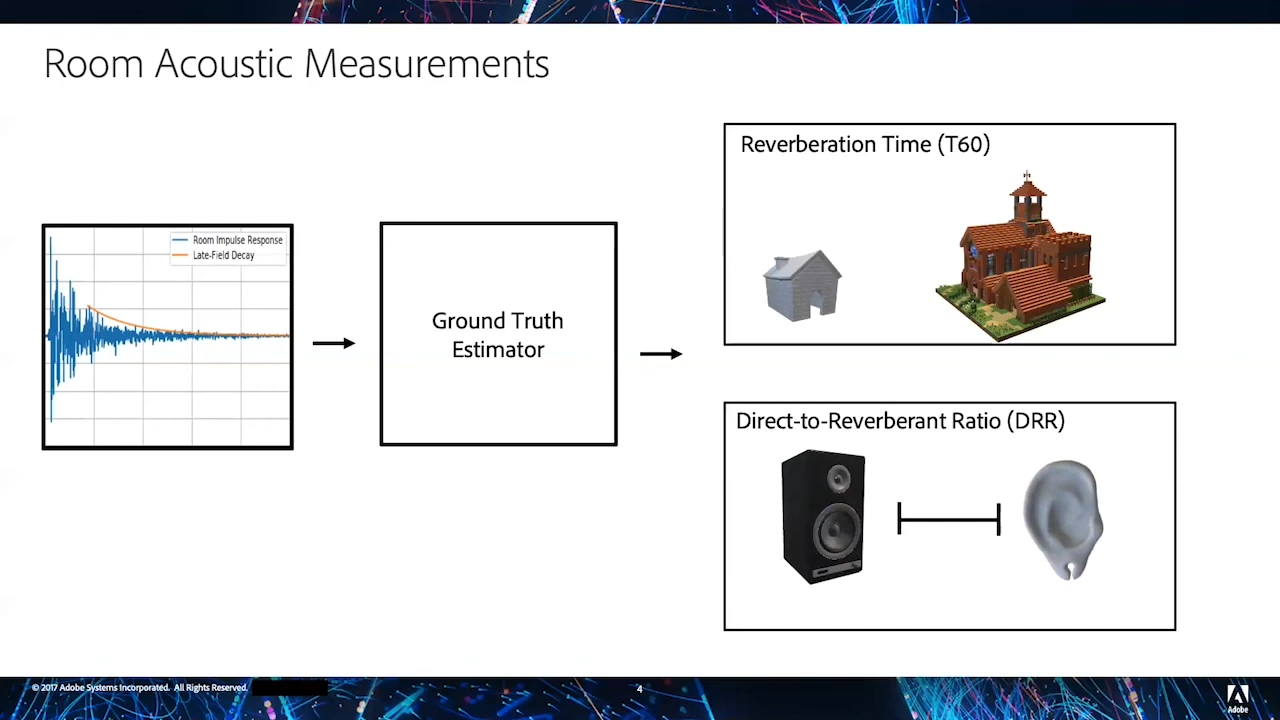 Room Acoustic Measurements
Room Impulse Response
Late-Field Decay
Ground Truth
Estimator
Reverberation Time (T60)
Direct-to-Reverberant Ratio (DRR)
© 2017 Adobe Systems Incorporated. All Rights Reserved.
4
Adobe